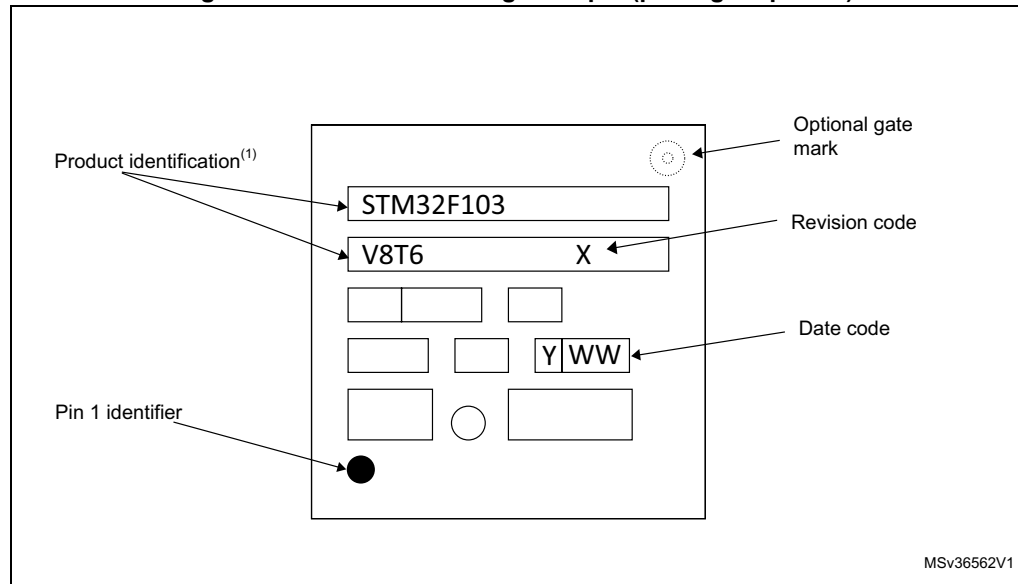 Optional gate
mark
Product identification(1)
STM32F103
Revision code
V8T6 X
Date code
Y WW
Pin 1 identifier
MSv36562V1